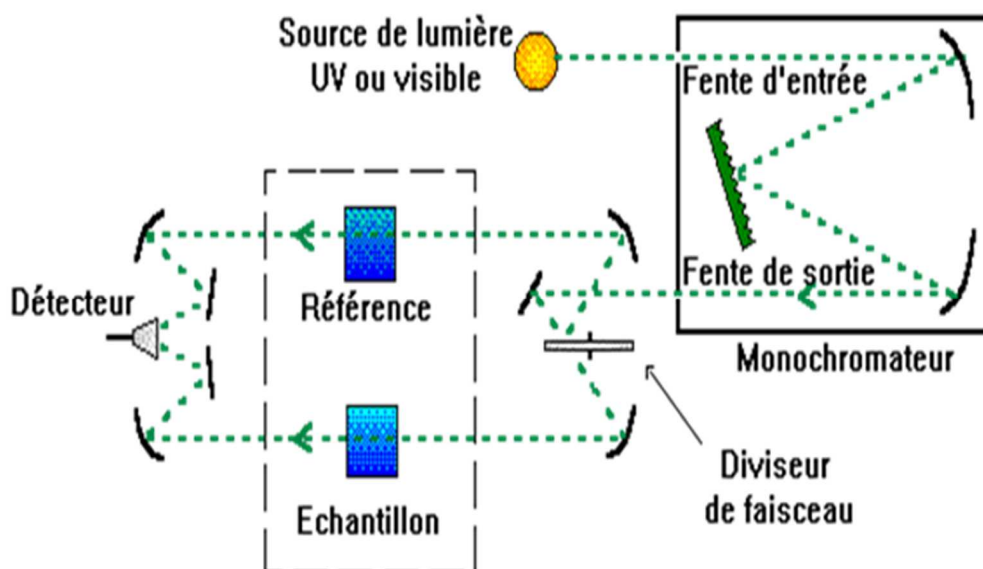 Source de lumière
UV ou visible
Fente d'entrée
Fente de sortie
Monochromateur
Détecteur
Référence
Echantillon
Diviseur
de faisceau